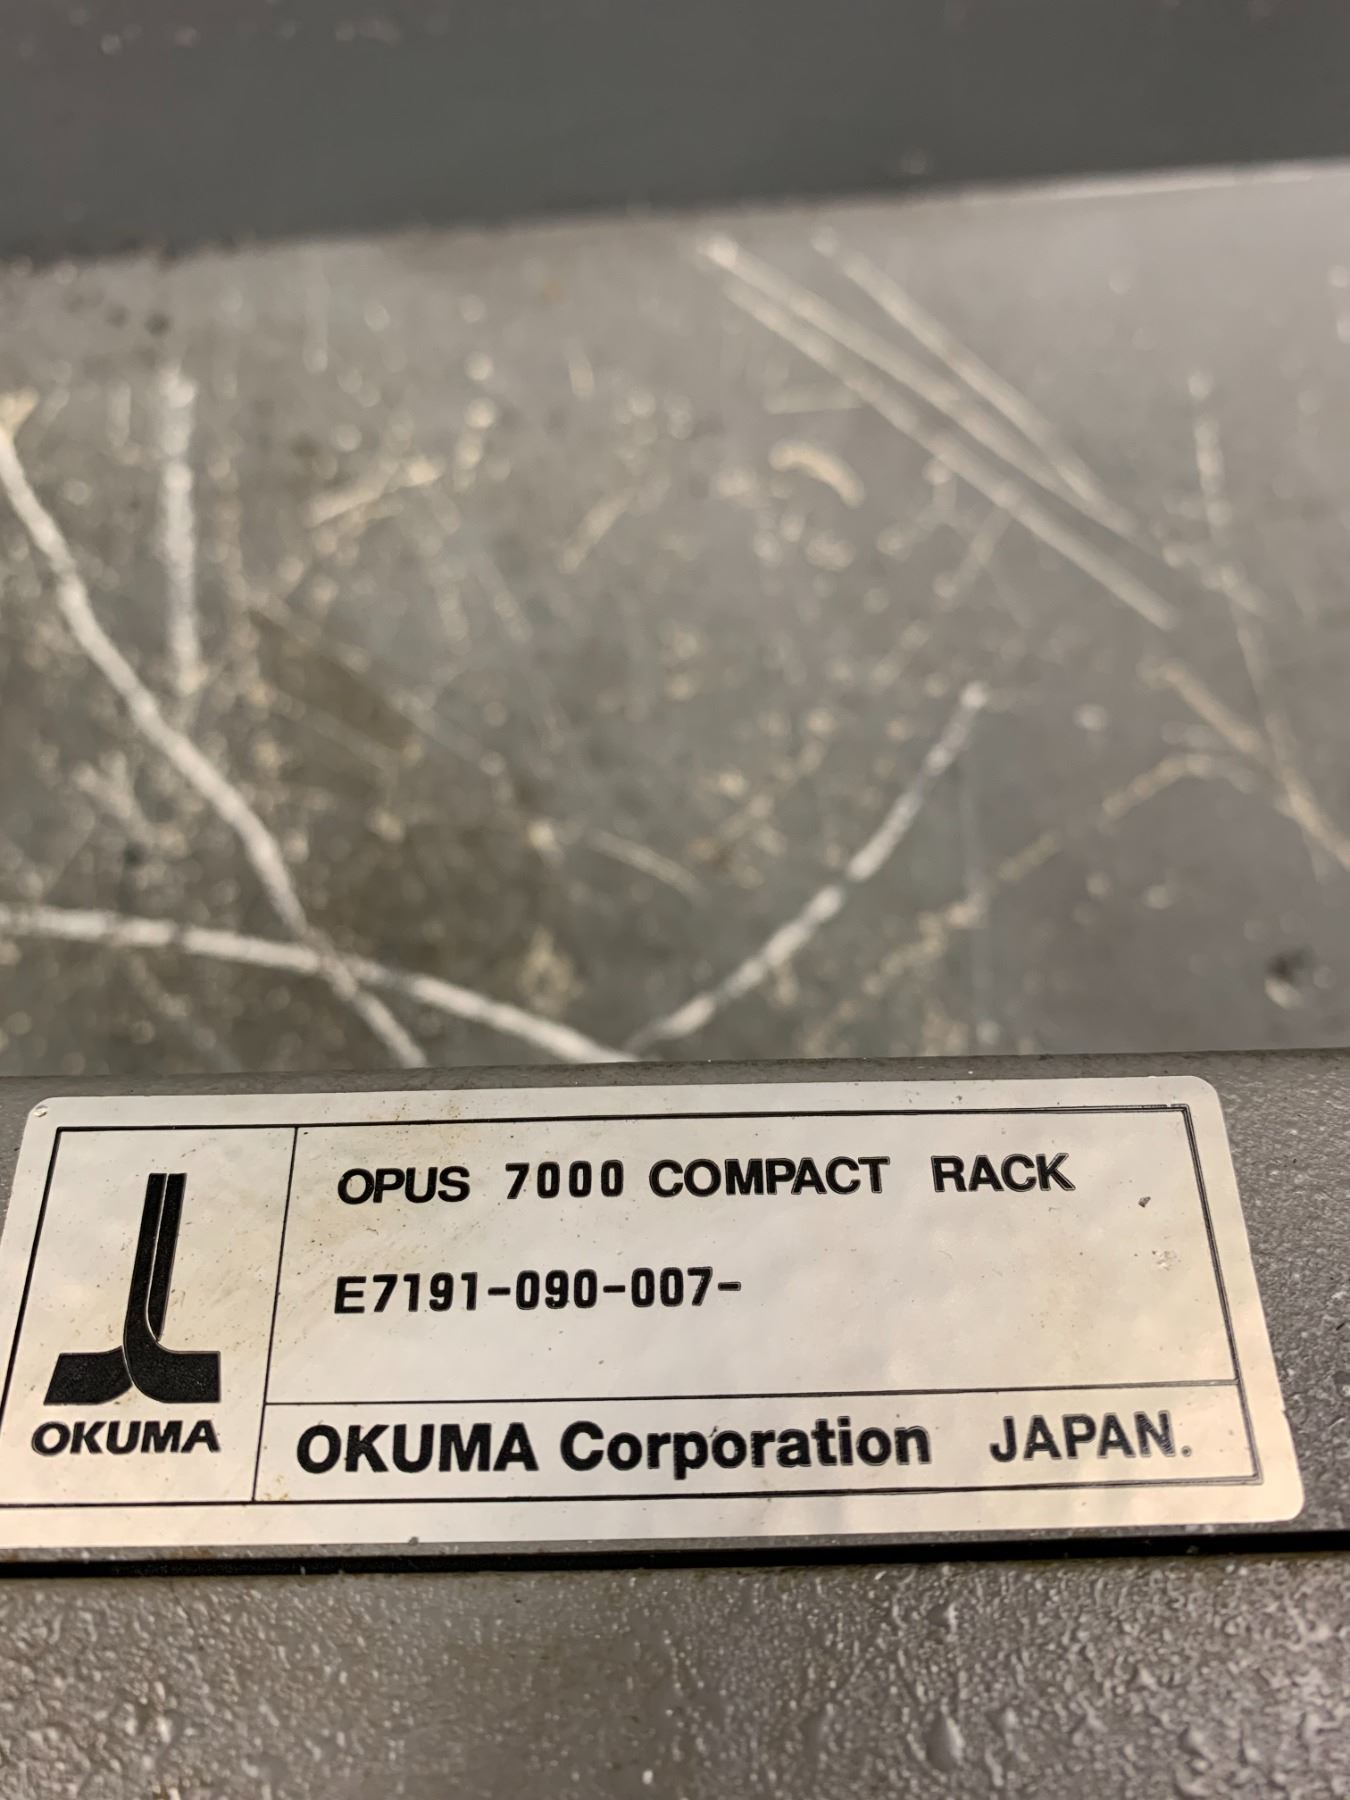 OPUS 7000 COMPACT RACK
E7191-090-007-
OKUMA
OKUMA Corporation JAPAN.